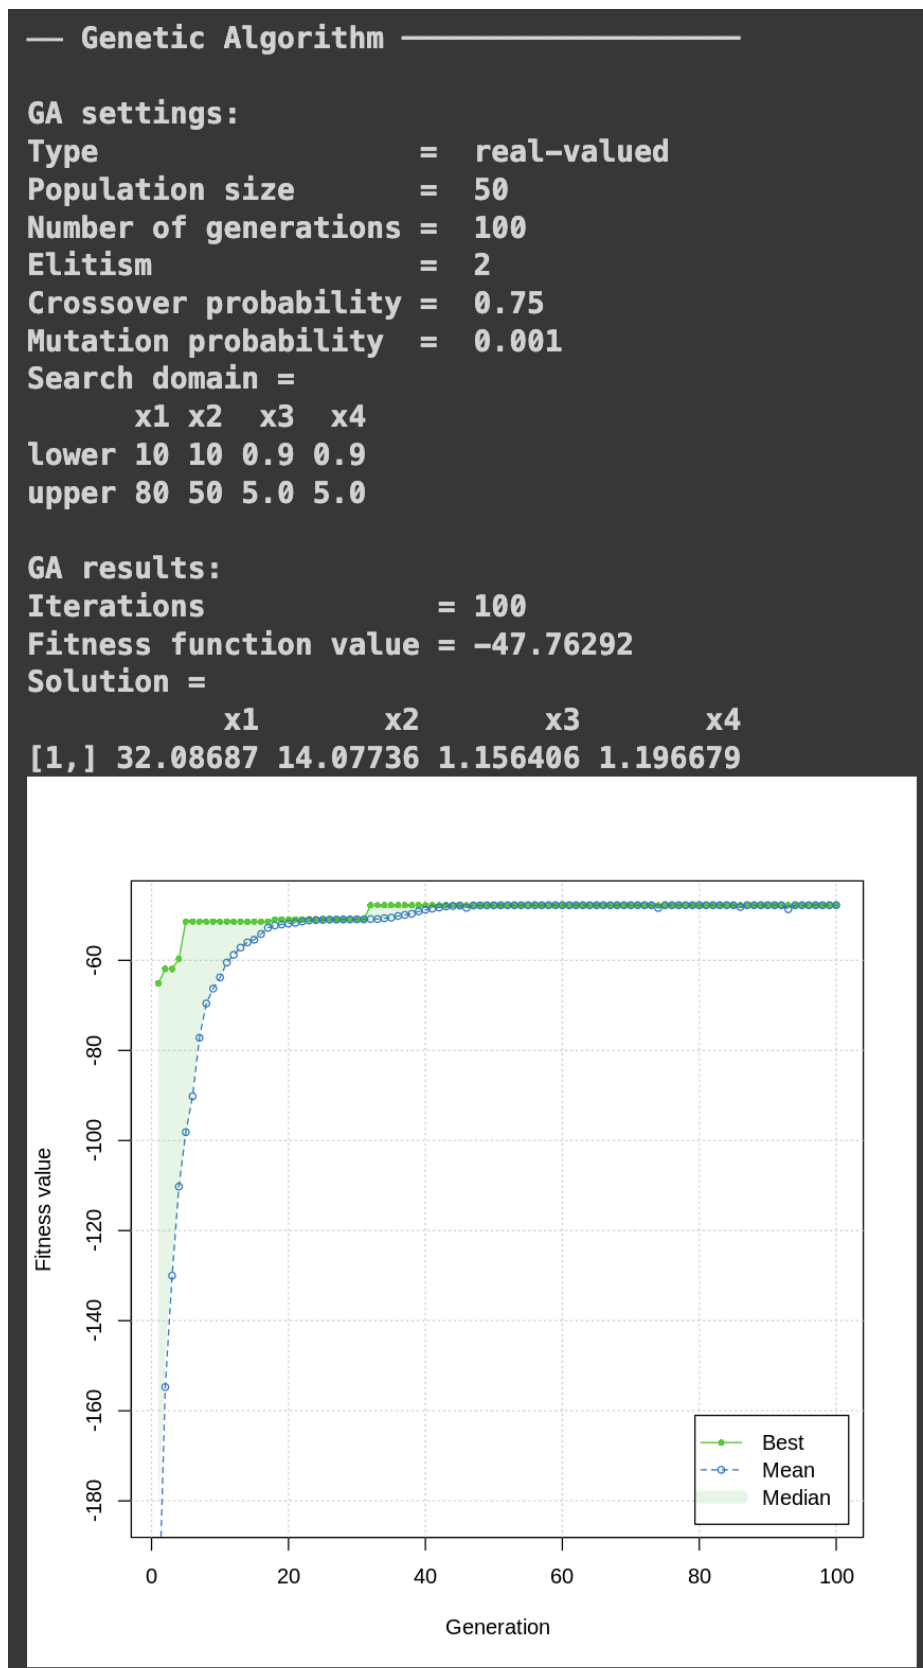 —— Genetic Algorithm ———————————————————
GA settings:
Type                  =  real-valued
Population size       =  50
Number of generations =  100
Elitism               =  2
Crossover probability =  0.75
Mutation probability  =  0.001
Search domain =
      x1 x2  x3  x4
lower 10 10 0.9 0.9
upper 80 50 5.0 5.0
GA results:
Iterations             = 100
Fitness function value = −47.76292
Solution =
           x1       x2       x3       x4
[1,] 32.08687 14.07736 1.156406 1.196679
-60
-80
-100
-120
-140
-160
-180
Fitness value
Best
Mean
Median
0 20 40 60 80 100
Generation